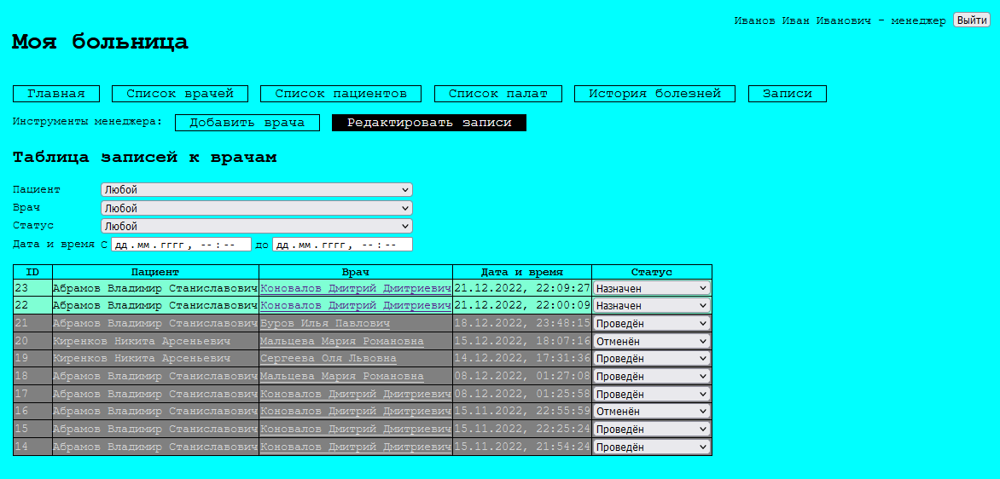 Иванов Иван Иванович - менеджер Выйти
Моя больница
Главная Список врачей Список пациентов Список палат История болезней Записи
Инструменты менеджера: Добавить врача Редактировать записи
Таблица записей к врачам
Пациент Любой
Врач Любой
Статус Любой
Дата и время С дд.мм.гггг, --:-- до дд.мм.гггг, --:--
ID Пациент Врач Дата и время Статус
23 Абрамов Владимир Станиславович Коновалов Дмитрий Дмитриевич 21.12.2022, 22:09:27 Назначен
22 Абрамов Владимир Станиславович Коновалов Дмитрий Дмитриевич 21.12.2022, 22:00:09 Назначен
21 Абрамов Владимир Станиславович Буров Илья Павлович 18.12.2022, 23:48:15 Проведён
20 Киренков Никита Арсеньевич Мальцева Мария Романовна 15.12.2022, 18:07:16 Отменён
19 Киренков Никита Арсеньевич Сергеева Оля Львовна 14.12.2022, 17:31:36 Проведён
18 Абрамов Владимир Станиславович Мальцева Мария Романовна 08.12.2022, 01:27:08 Проведён
17 Абрамов Владимир Станиславович Коновалов Дмитрий Дмитриевич 08.12.2022, 01:25:58 Проведён
16 Абрамов Владимир Станиславович Коновалов Дмитрий Дмитриевич 15.11.2022, 22:55:59 Отменён
15 Абрамов Владимир Станиславович Коновалов Дмитрий Дмитриевич 15.11.2022, 22:25:24 Проведён
14 Абрамов Владимир Станиславович Коновалов Дмитрий Дмитриевич 15.11.2022, 21:54:24 Проведён